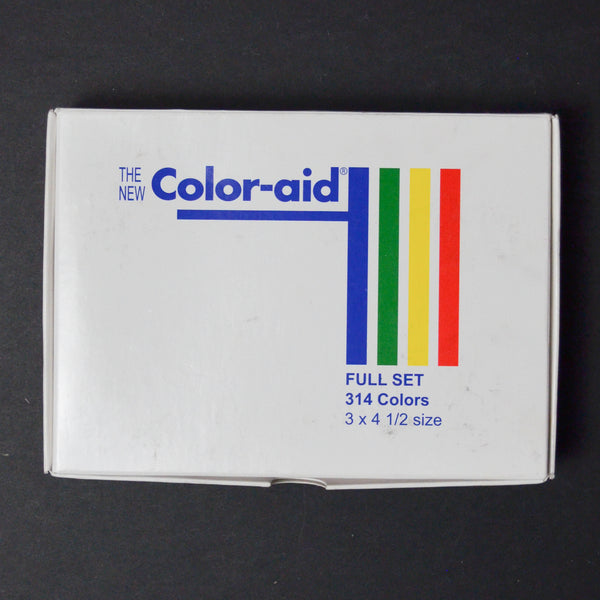 THE
NEW
Color-aid®
FULL SET
314 Colors
3 x 4 1/2 size